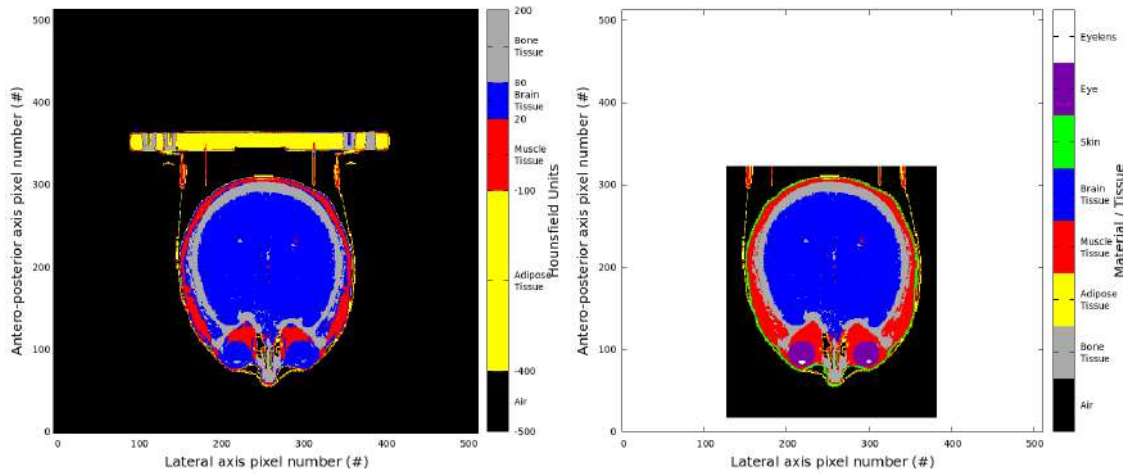 500
400
300
200
100
0
Antero-posterior axis pixel number (#)
0 100 200 300 400 500
Lateral axis pixel number (#)
200
Bone
Tissue
80
Brain
Tissue
20
Muscle
Tissue
-100
Adipose
Tissue
-400
Air
-500
Hounsfield Units
500
400
300
200
100
0
Antero-posterior axis pixel number (#)
0 100 200 300 400 500
Lateral axis pixel number (#)
Eyelens
Eye
Skin
Brain
Tissue
Muscle
Tissue
Adipose
Tissue
Bone
Tissue
Air
Material / Tissue